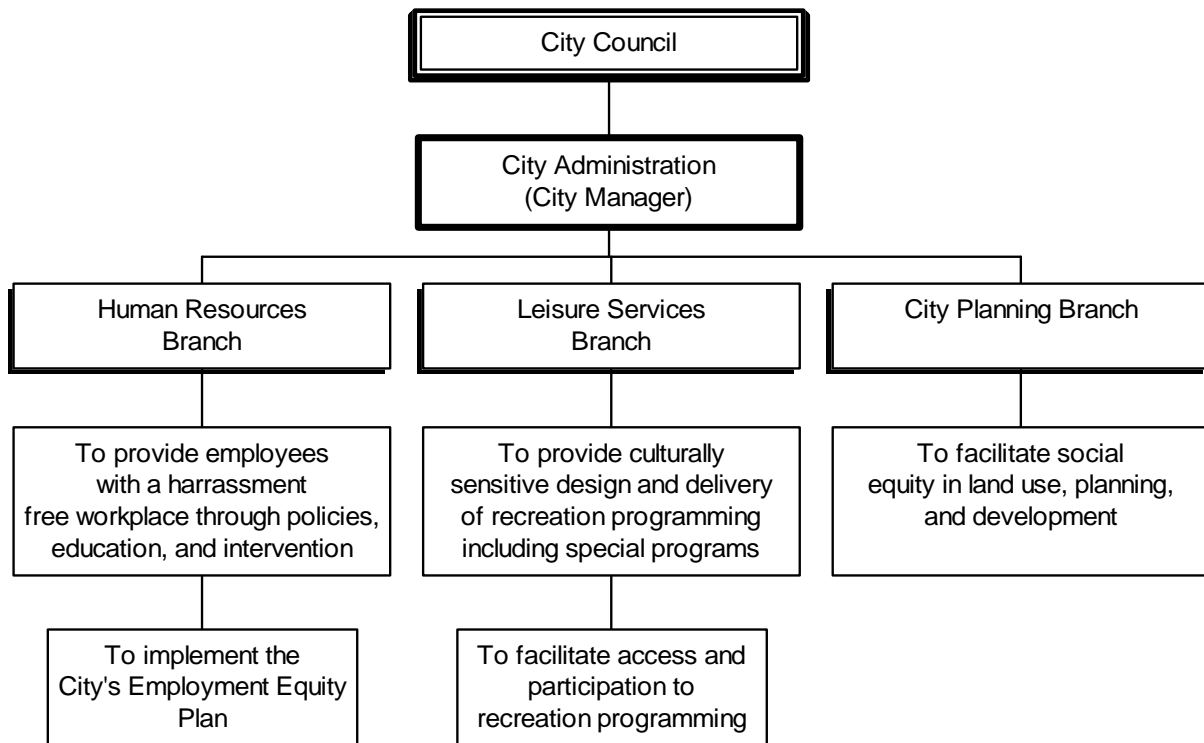 City Council
City Administration
(City Manager)
Human Resources
Branch
Leisure Services
Branch
City Planning Branch
To provide employees
with a harrassment
free workplace through policies,
education, and intervention
To provide culturally
sensitive design and delivery
of recreation programming
including special programs
To facilitate social
equity in land use, planning,
and development
To implement the
City's Employment Equity
Plan
To facilitate access and
participation to
recreation programming